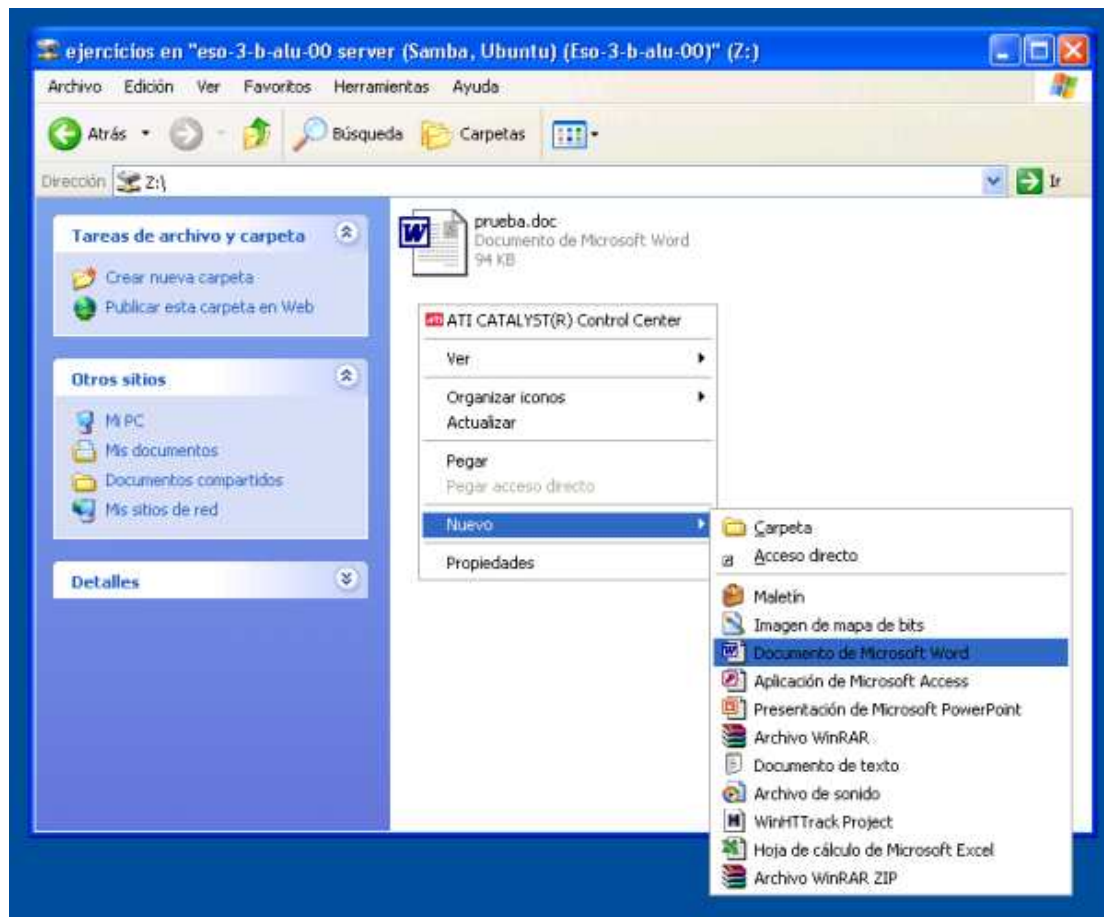 ejercicios en "eso-3-b-alu-00 server (Samba, Ubuntu) (Eso-3-b-alu-00)" (Z:)
Archivo Edición Ver Favoritos Herramientas Ayuda
Atrás Búsqueda Carpetas
Dirección Z:\ Ir
Tareas de archivo y carpeta
Crear nueva carpeta
Publicar esta carpeta en Web
Otros sitios
Mi PC
Mis documentos
Documentos compartidos
Mis sitios de red
Detalles
prueba.doc
Documento de Microsoft Word
94 KB
ATI CATALYST(R) Control Center
Ver
Organizar iconos
Actualizar
Pegar
Pegar acceso directo
Nuevo
Propiedades
Carpeta
Acceso directo
Maletín
Imagen de mapa de bits
Documento de Microsoft Word
Aplicación de Microsoft Access
Presentación de Microsoft PowerPoint
Archivo WinRAR
Documento de texto
Archivo de sonido
WinHTTrack Project
Hoja de cálculo de Microsoft Excel
Archivo WinRAR ZIP